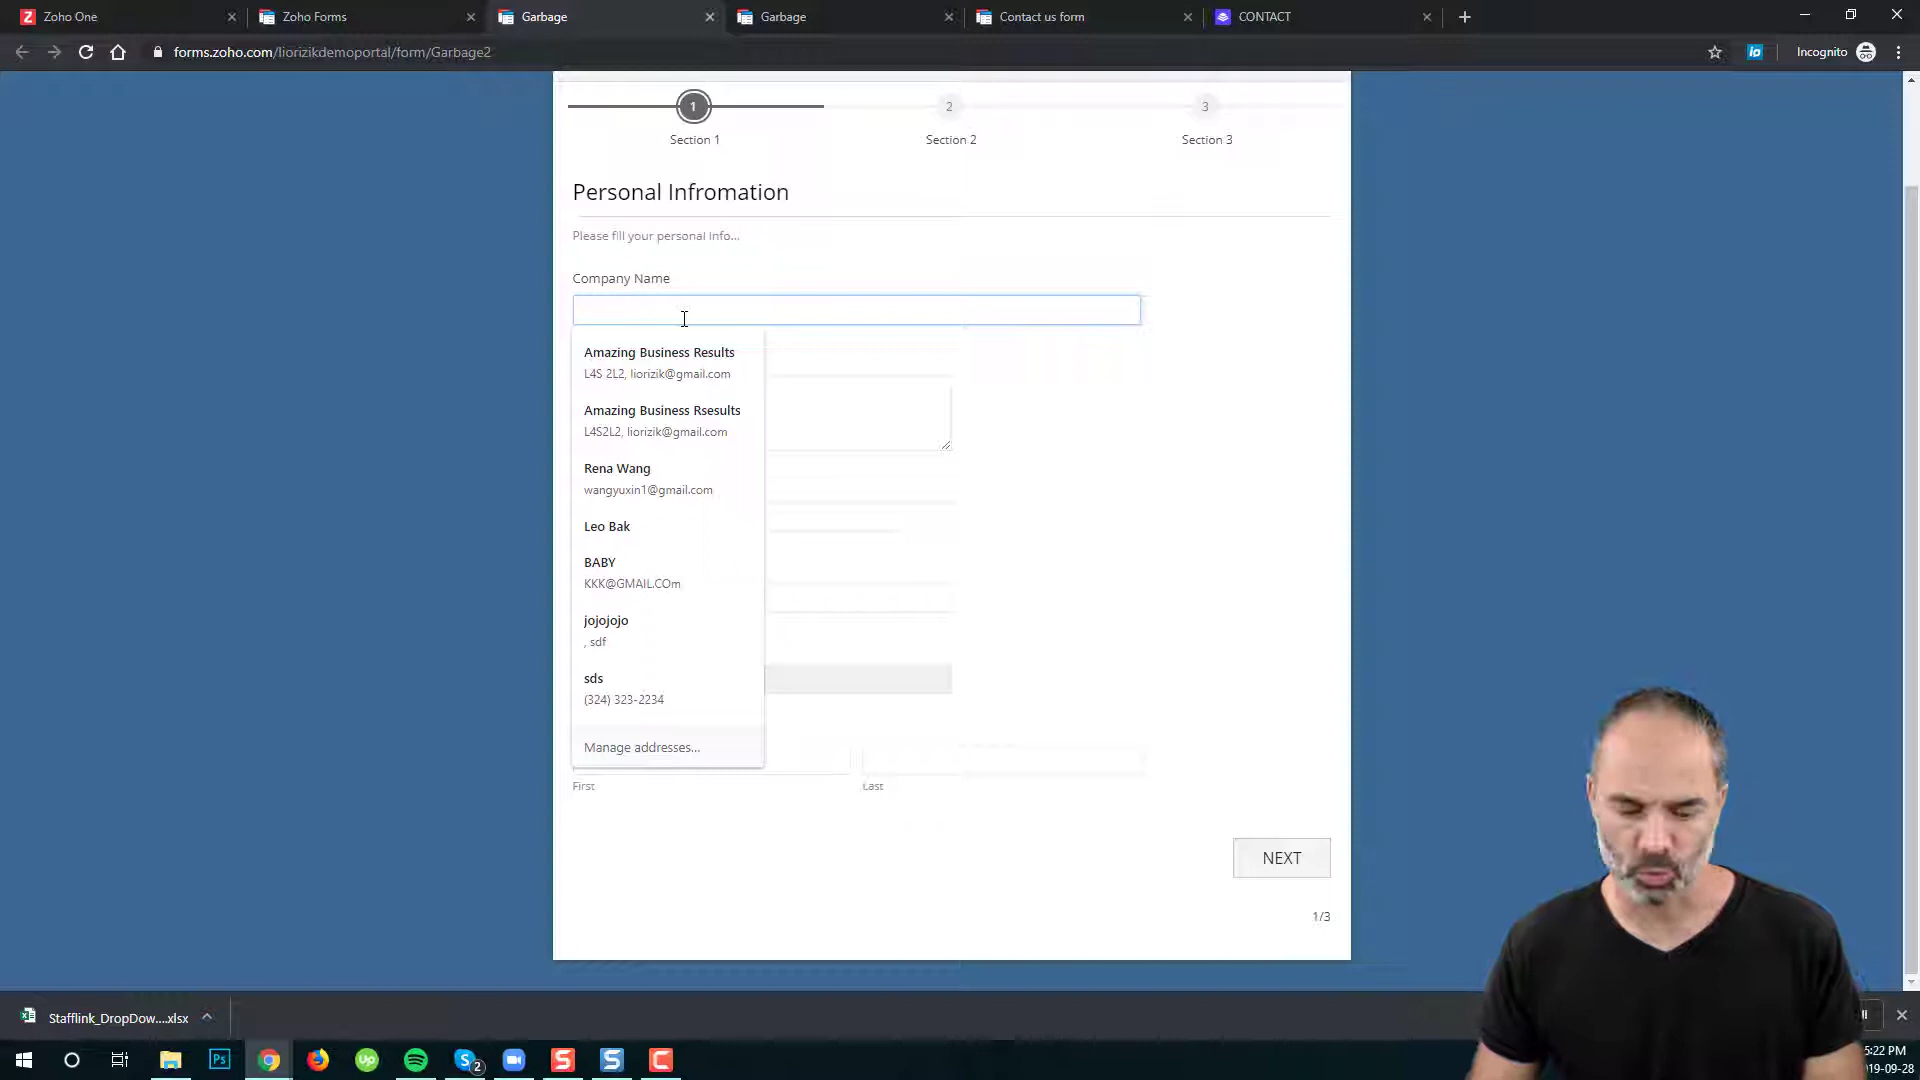 Zoho One
Zoho Forms
Garbage
Garbage
Contact us form
CONTACT
forms.zoho.com/liorizikdemoportal/form/Garbage2
Incognito
1
2
3
Section 1
Section 2
Section 3
Personal Infromation
Please fill your personal info...
Company Name
Amazing Business Results
L4S 2L2, liorizik@gmail.com
Amazing Business Rsesults
L4S2L2, liorizik@gmail.com
Rena Wang
wangyuxin1@gmail.com
Leo Bak
BABY
KKK@GMAIL.COm
jojojojo
, sdf
sds
(324) 323-2234
Manage addresses...
First
Last
NEXT
1/3
Stafflink_DropDow....xlsx
5:22 PM
19-09-28